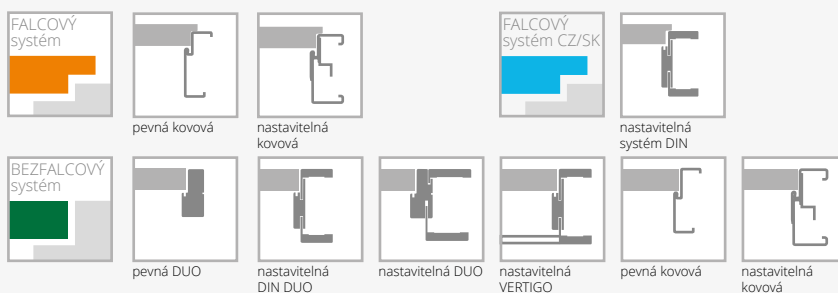 FALCOVÝ
systém
pevná kovová
nastavitelná
kovová
FALCOVÝ
systém CZ/SK
nastavitelná
systém DIN
BEZFALCOVÝ
systém
pevná DUO
nastavitelná
DIN DUO
nastavitelná DUO
nastavitelná
VERTIGO
pevná kovová
nastavitelná
kovová